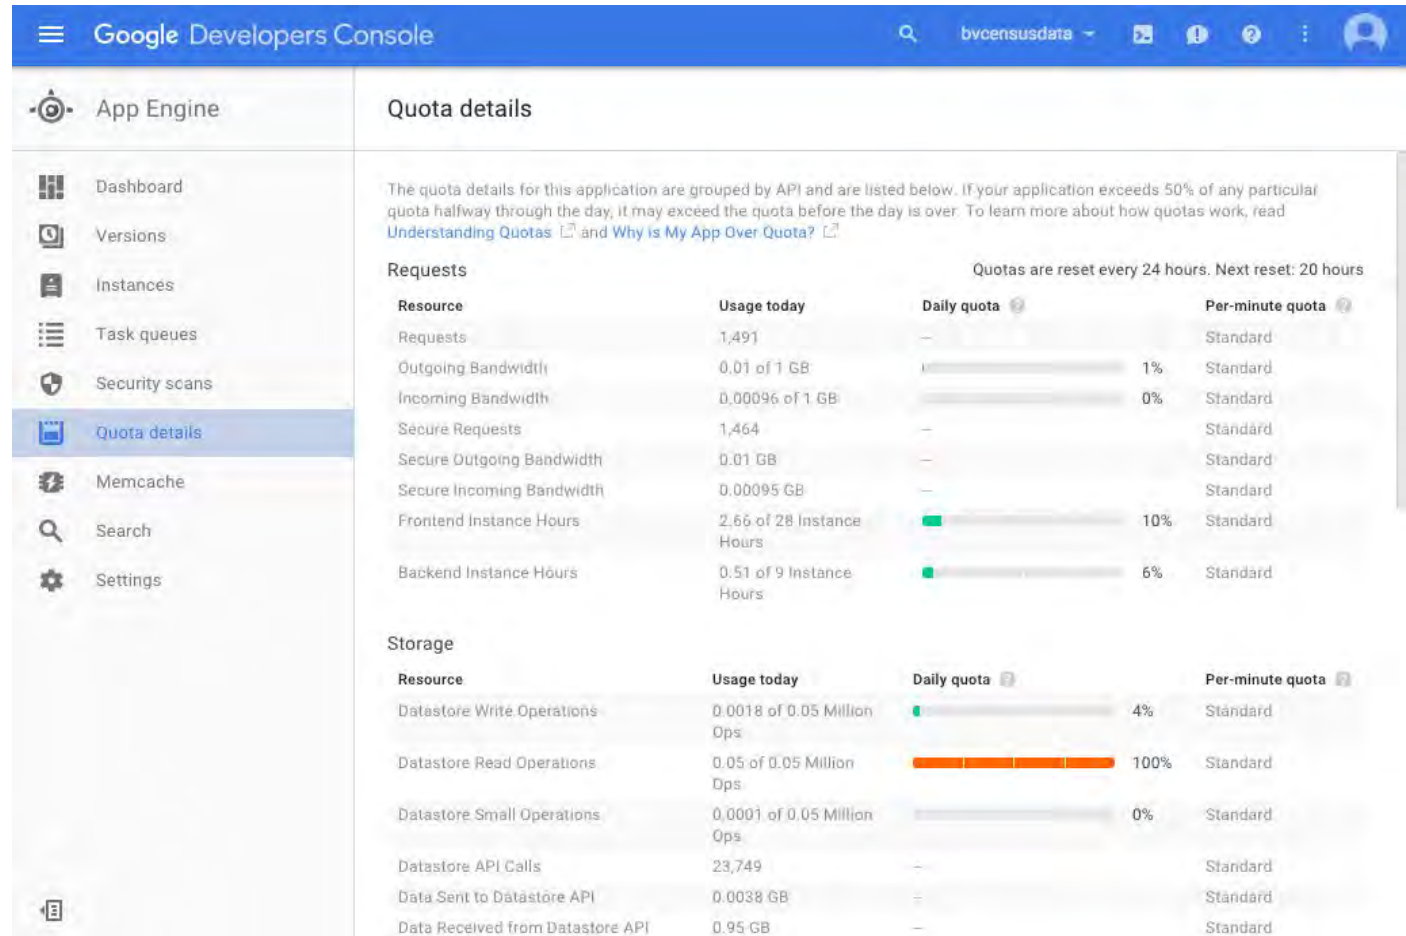 Google Developers Console
bvcensusdata
App Engine
Quota details
Dashboard
Versions
Instances
Task queues
Security scans
Quota details
Memcache
Search
Settings
The quota details for this application are grouped by API and are listed below. If your application exceeds 50% of any particular
quota halfway through the day, it may exceed the quota before the day is over. To learn more about how quotas work, read
Understanding Quotas and Why is My App Over Quota?
Requests Quotas are reset every 24 hours. Next reset: 20 hours
Resource Usage today Daily quota Per-minute quota
Requests 1,491 – Standard
Outgoing Bandwidth 0.01 of 1 GB 1% Standard
Incoming Bandwidth 0.00096 of 1 GB 0% Standard
Secure Requests 1,464 – Standard
Secure Outgoing Bandwidth 0.01 GB – Standard
Secure Incoming Bandwidth 0.00095 GB – Standard
Frontend Instance Hours 2.66 of 28 Instance 10% Standard
Hours
Backend Instance Hours 0.51 of 9 Instance 6% Standard
Hours
Storage
Resource Usage today Daily quota Per-minute quota
Datastore Write Operations 0.0018 of 0.05 Million 4% Standard
Ops
Datastore Read Operations 0.05 of 0.05 Million 100% Standard
Ops
Datastore Small Operations 0.0001 of 0.05 Million 0% Standard
Ops
Datastore API Calls 23,749 – Standard
Data Sent to Datastore API 0.0038 GB – Standard
Data Received from Datastore API 0.95 GB – Standard